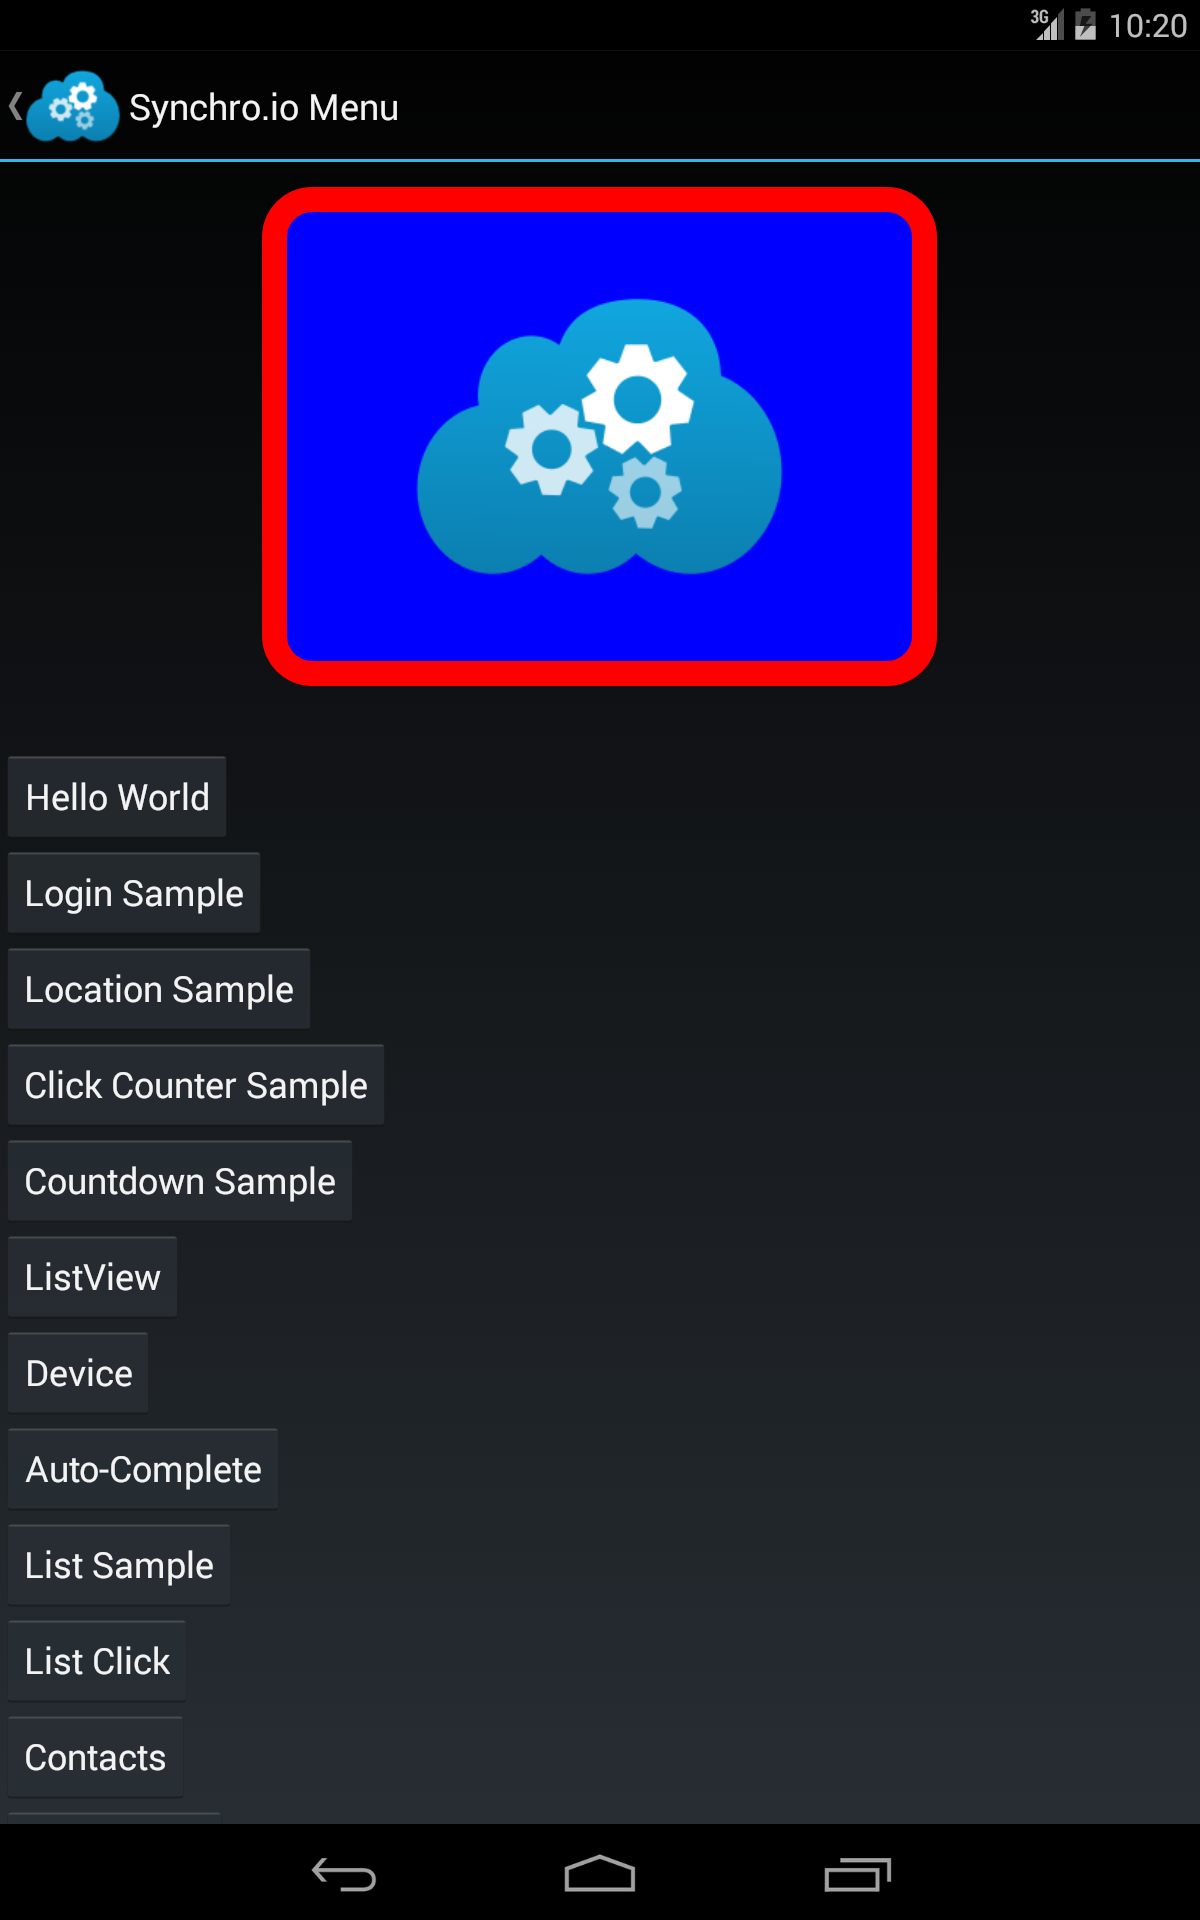 3G 10:20
Synchro.io Menu
Hello World
Login Sample
Location Sample
Click Counter Sample
Countdown Sample
ListView
Device
Auto-Complete
List Sample
List Click
Contacts